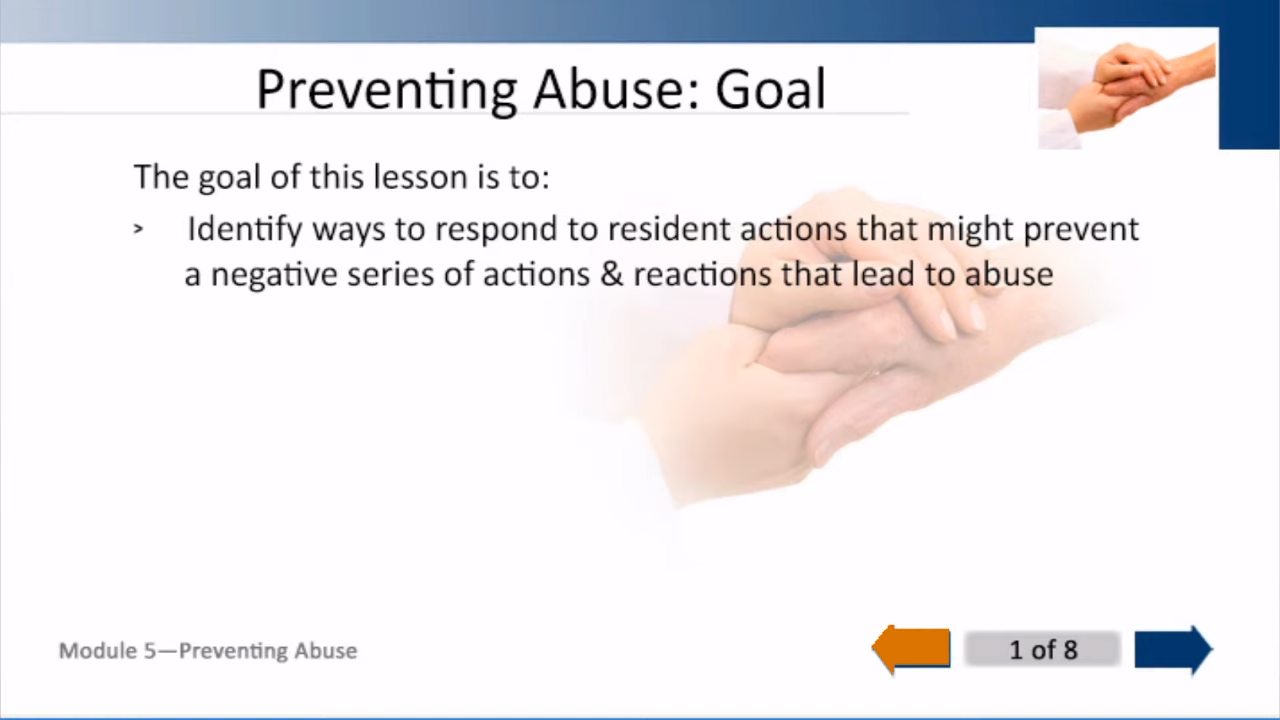 Preventing Abuse: Goal
The goal of this lesson is to:
> Identify ways to respond to resident actions that might prevent
a negative series of actions & reactions that lead to abuse
Module 5—Preventing Abuse
1 of 8